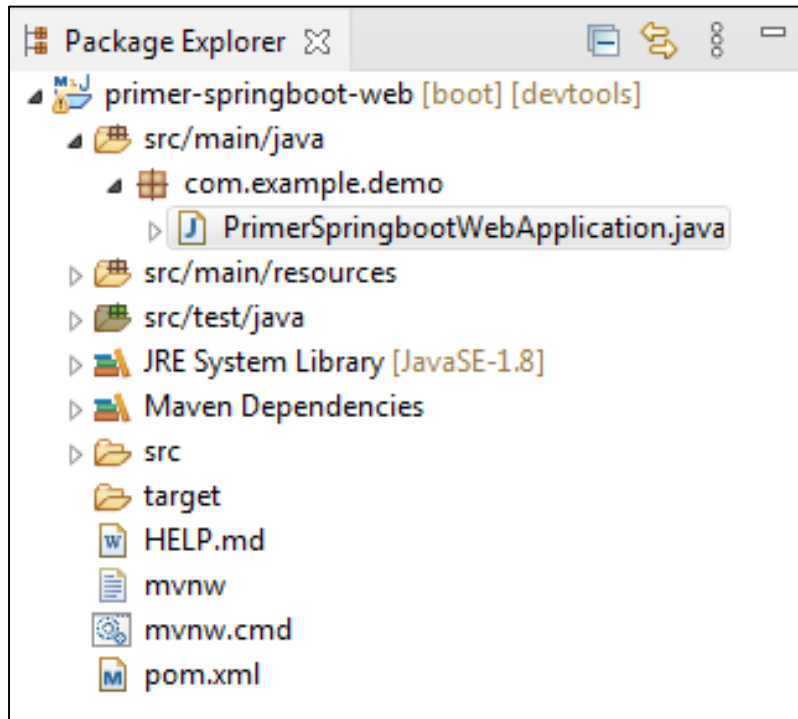 Package Explorer
primer-springboot-web [boot] [devtools]
src/main/java
com.example.demo
PrimerSpringbootWebApplication.java
src/main/resources
src/test/java
JRE System Library [JavaSE-1.8]
Maven Dependencies
src
target
HELP.md
mvnw
mvnw.cmd
pom.xml